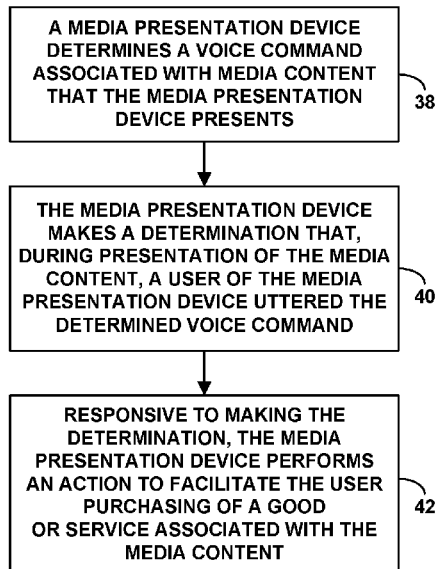 A MEDIA PRESENTATION DEVICE
DETERMINES A VOICE COMMAND
ASSOCIATED WITH MEDIA CONTENT
THAT THE MEDIA PRESENTATION
DEVICE PRESENTS
38
THE MEDIA PRESENTATION DEVICE
MAKES A DETERMINATION THAT,
DURING PRESENTATION OF THE MEDIA
CONTENT, A USER OF THE MEDIA
PRESENTATION DEVICE UTTERED THE
DETERMINED VOICE COMMAND
40
RESPONSIVE TO MAKING THE
DETERMINATION, THE MEDIA
PRESENTATION DEVICE PERFORMS
AN ACTION TO FACILITATE THE USER
PURCHASING OF A GOOD
OR SERVICE ASSOCIATED WITH THE
MEDIA CONTENT
42